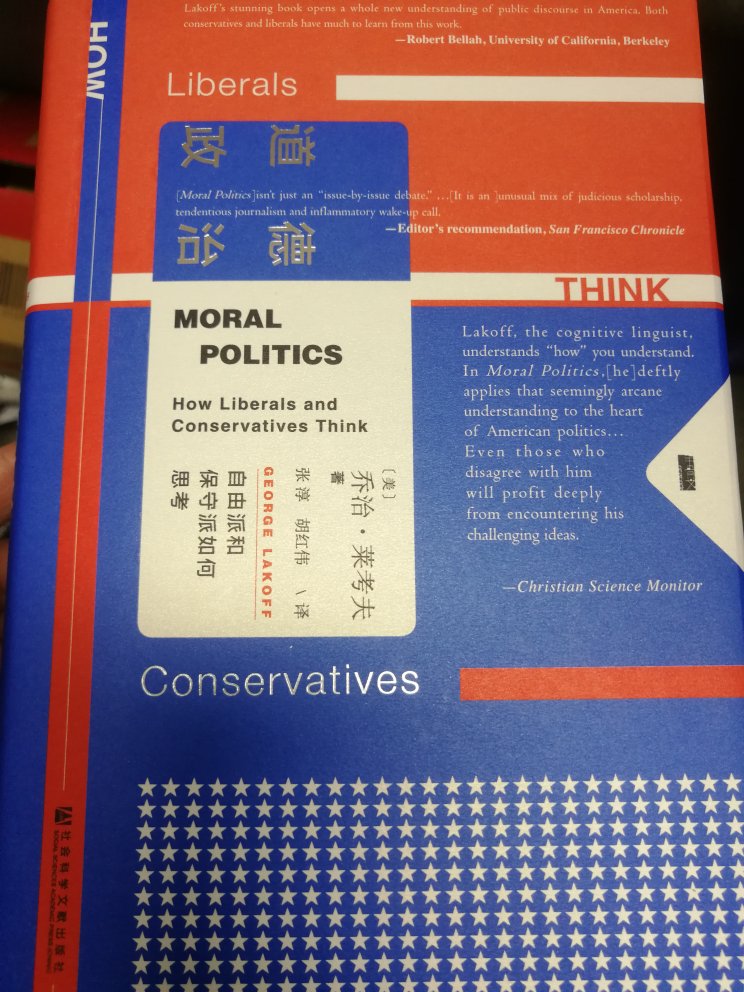 Lakoff's stunning book opens a whole new understanding of public discourse in America. Both
conservatives and liberals have much to learn from this work.
—Robert Bellah, University of California, Berkeley
HOW
Liberals
道德
政治
[Moral Politics]isn't just an "issue-by-issue debate." …[It is an ]unusual mix of judicious scholarship,
tendentious journalism and inflammatory wake-up call.
—Editor's recommendation, San Francisco Chronicle
THINK
MORAL
POLITICS
How Liberals and
Conservatives Think
[美]
乔治·莱考夫
著
张淳 胡红伟 \ 译
GEORGE LAKOFF
自由派和
保守派如何
思考
Lakoff, the cognitive linguist,
understands "how" you understand.
In Moral Politics,[he]deftly
applies that seemingly arcane
understanding to the heart
of American politics…
Even those who
disagree with him
will profit deeply
from encountering his
challenging ideas.
—Christian Science Monitor
Conservatives
社会科学文献出版社
SOCIAL SCIENCES ACADEMIC PRESS (CHINA)